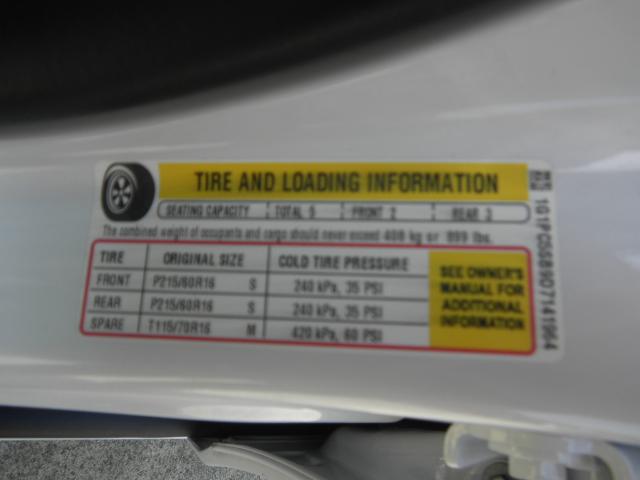 TIRE AND LOADING INFORMATION
SEATING CAPACITY TOTAL 5 FRONT 2 REAR 3
The combined weight of occupants and cargo should never exceed 408 kg or 899 lbs.
TIRE ORIGINAL SIZE COLD TIRE PRESSURE
FRONT P215/60R16 S 240 kPa, 35 PSI
REAR P215/60R16 S 240 kPa, 35 PSI
SPARE T115/70R16 M 420 kPa, 60 PSI
SEE OWNER'S
MANUAL FOR
ADDITIONAL
INFORMATION